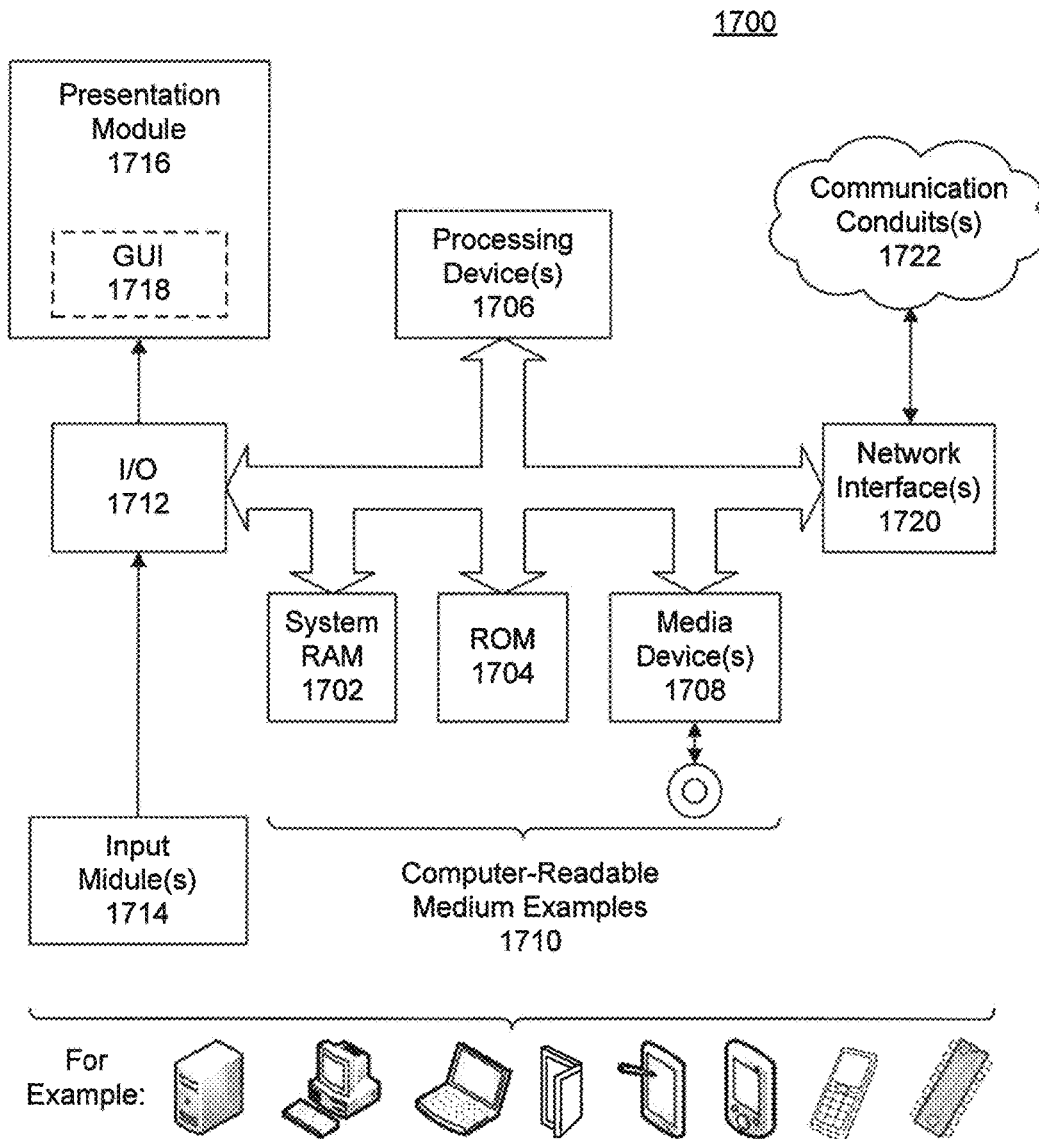 1700
Presentation
Module
1716
GUI
1718
Processing
Device(s)
1706
Communication
Conduits(s)
1722
I/O
1712
Network
Interface(s)
1720
System
RAM
1702
ROM
1704
Media
Device(s)
1708
Input
Midule(s)
1714
Computer-Readable
Medium Examples
1710
For
Example: